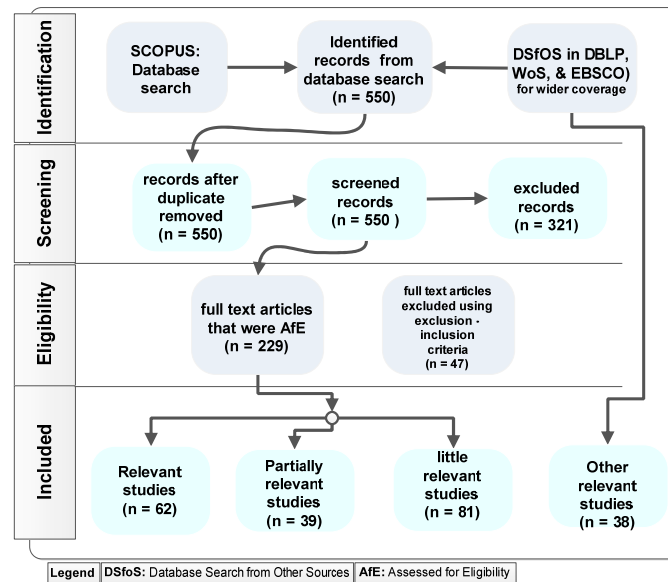 Identification
SCOPUS:
Database
search
Identified
records from
database search
(n = 550)
DSfOS in DBLP,
WoS, & EBSCO)
for wider coverage
Screening
records after
duplicate
removed
(n = 550)
screened
records
(n = 550 )
excluded
records
(n = 321)
Eligibility
full text articles
that were AfE
(n = 229)
full text articles
excluded using
exclusion -
inclusion
criteria
(n = 47)
Included
Relevant
studies
(n = 62)
Partially
relevant
studies
(n = 39)
little
relevant
studies
(n = 81)
Other
relevant
studies
(n = 38)
Legend DSfoS: Database Search from Other Sources AfE: Assessed for Eligibility